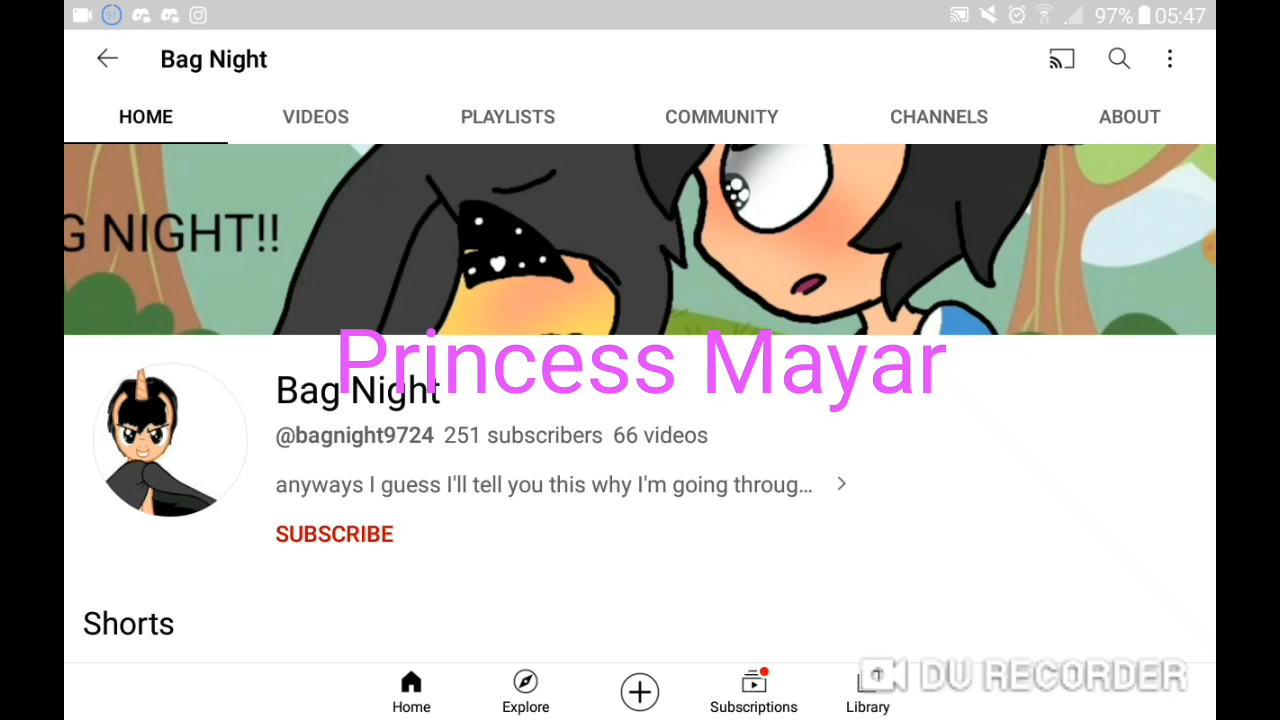 97% 05:47
Bag Night
HOME VIDEOS PLAYLISTS COMMUNITY CHANNELS ABOUT
G NIGHT!!
Princess Mayar
Bag Night
@bagnight9724 251 subscribers 66 videos
anyways I guess I'll tell you this why I'm going throug...
SUBSCRIBE
Shorts
Home Explore Subscriptions Library
DU RECORDER